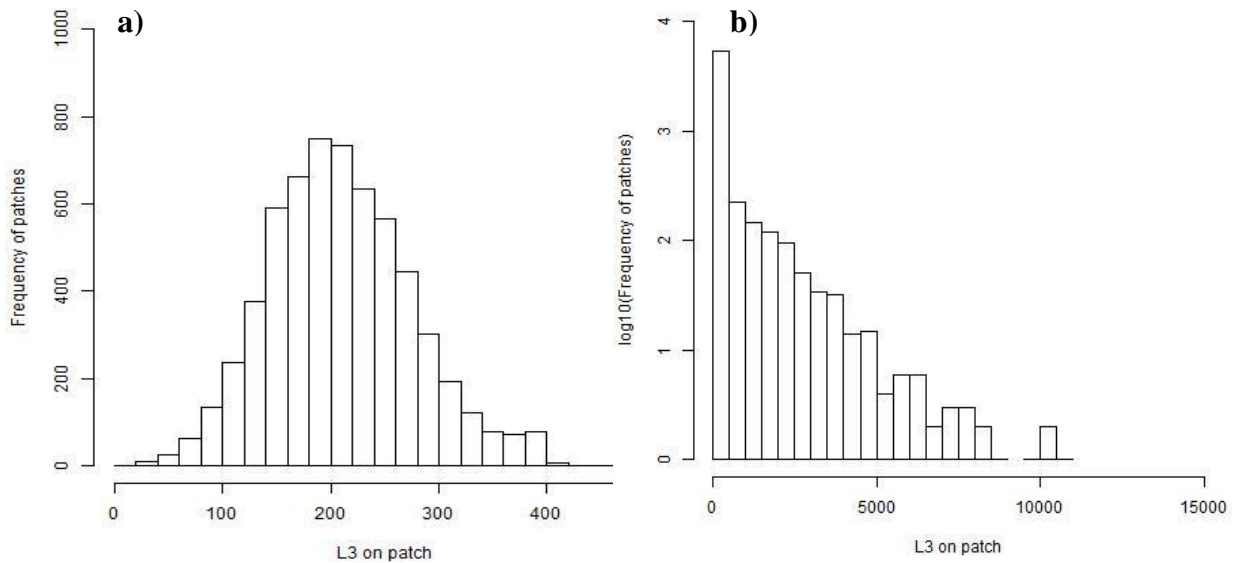 a)
1000
800
600
400
200
0
Frequency of patches
0 100 200 300 400
L3 on patch
b)
4
3
2
1
0
log10(Frequency of patches)
0 5000 10000 15000
L3 on patch